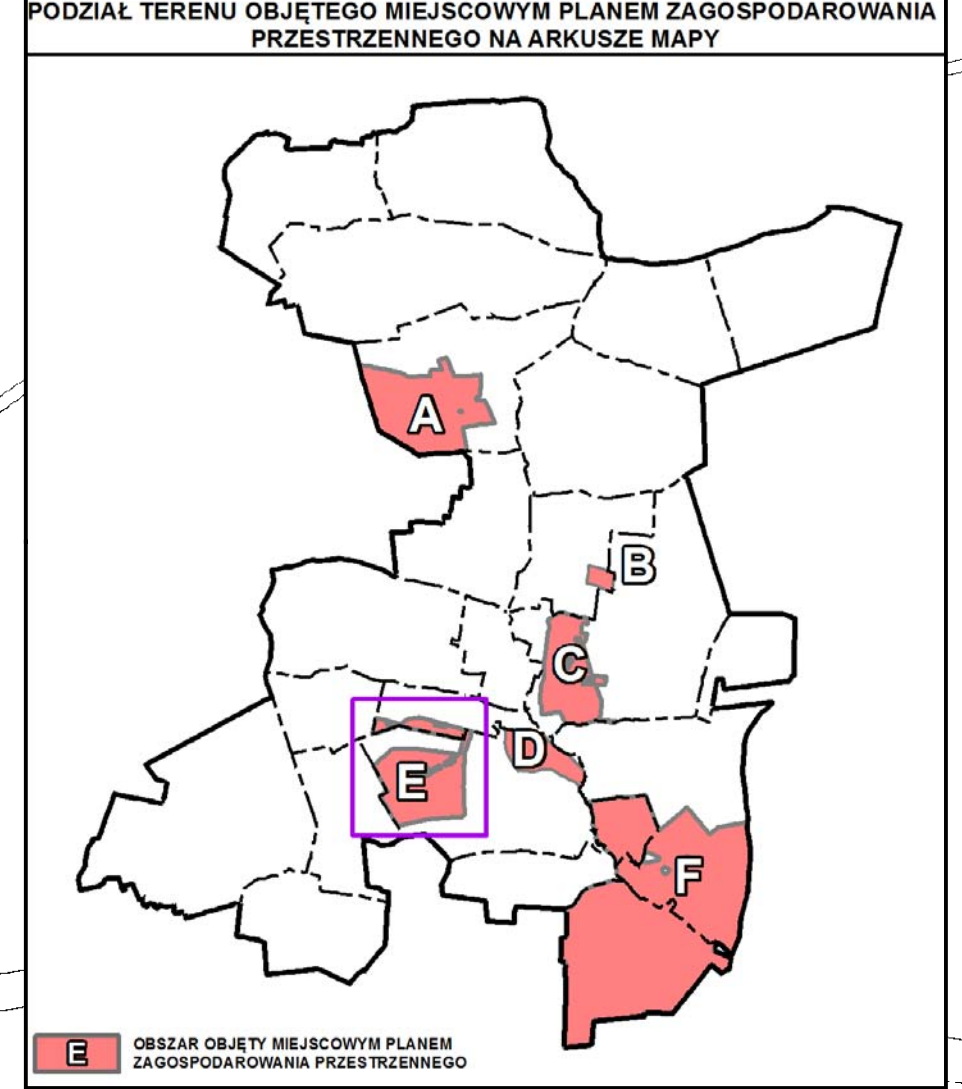 PODZIAŁ TERENU OBJĘTEGO MIEJSCOWYM PLANEM ZAGOSPODAROWANIA
PRZESTRZENNEGO NA ARKUSZE MAPY
A
B
C
D
E
F
E
OBSZAR OBJĘTY MIEJSCOWYM PLANEM
ZAGOSPODAROWANIA PRZESTRZENNEGO